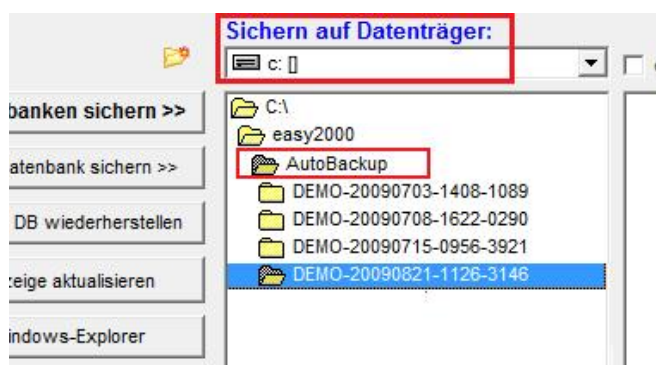 Sichern auf Datenträger:
c: []
banken sichern >>
atenbank sichern >>
DB wiederherstellen
zeige aktualisieren
indows-Explorer
C:\
easy2000
AutoBackup
DEMO-20090703-1408-1089
DEMO-20090708-1622-0290
DEMO-20090715-0956-3921
DEMO-20090821-1126-3146